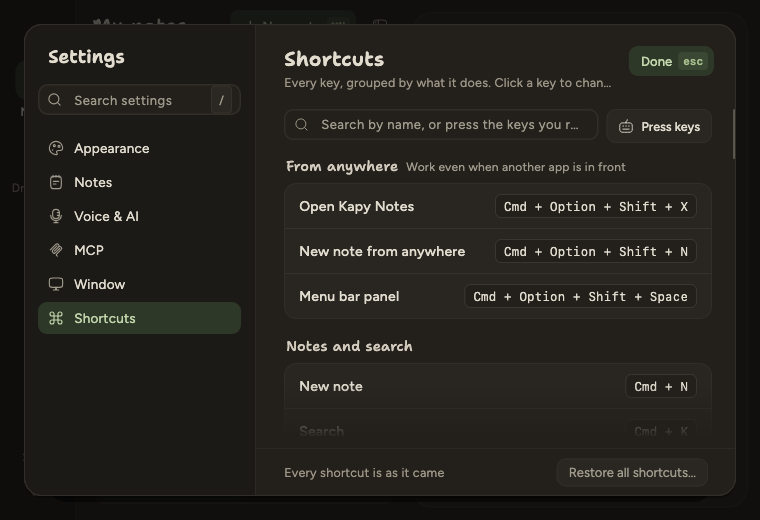 Settings
Search settings /
Appearance
Notes
Voice & AI
MCP
Window
Shortcuts
Shortcuts
Every key, grouped by what it does. Click a key to chan...
Done esc
Search by name, or press the keys you r...
Press keys
From anywhere Work even when another app is in front
Open Kapy Notes Cmd + Option + Shift + X
New note from anywhere Cmd + Option + Shift + N
Menu bar panel Cmd + Option + Shift + Space
Notes and search
New note Cmd + N
Search Cmd + K
Every shortcut is as it came
Restore all shortcuts...